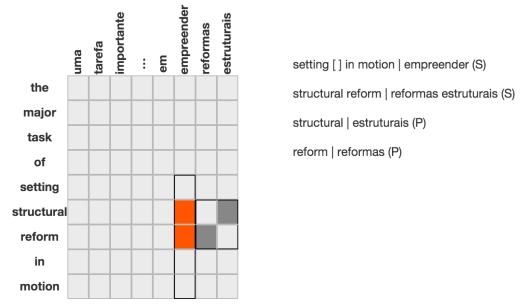 uma
tarefa
importante
...
em
empreender
reformas
estruturais
the
major
task
of
setting
structural
reform
in
motion
setting [ ] in motion | empreender (S)
structural reform | reformas estruturais (S)
structural | estruturais (P)
reform | reformas (P)